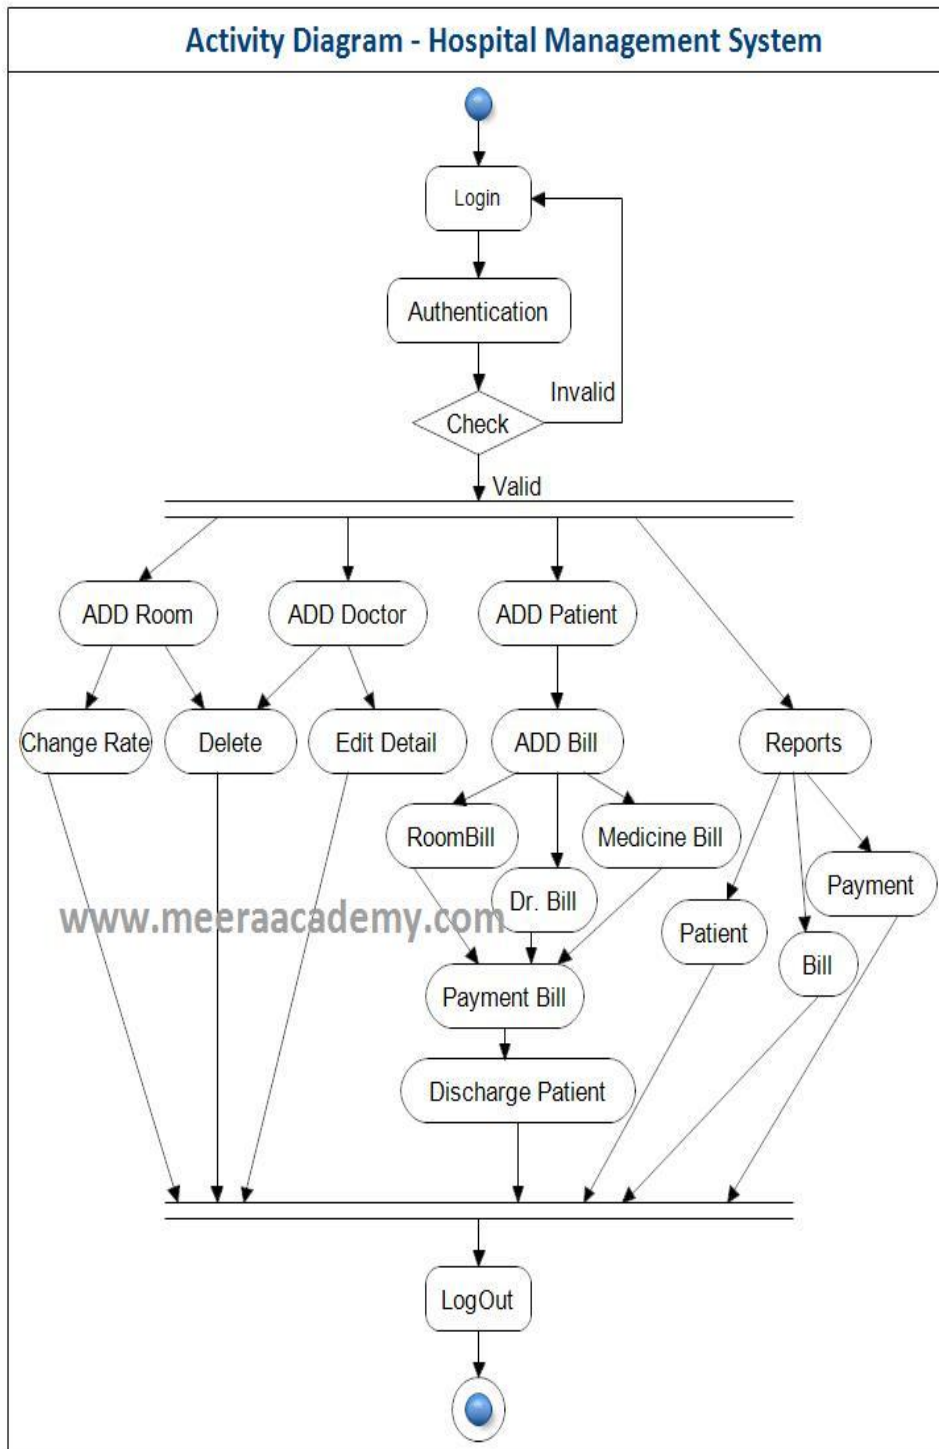 Activity Diagram - Hospital Management System
Login
Authentication
Invalid
Check
Valid
ADD Room
ADD Doctor
ADD Patient
Change Rate
Delete
Edit Detail
ADD Bill
Reports
RoomBill
Medicine Bill
Dr. Bill
Payment
www.meeraacademy.com
Patient
Bill
Payment Bill
Discharge Patient
LogOut